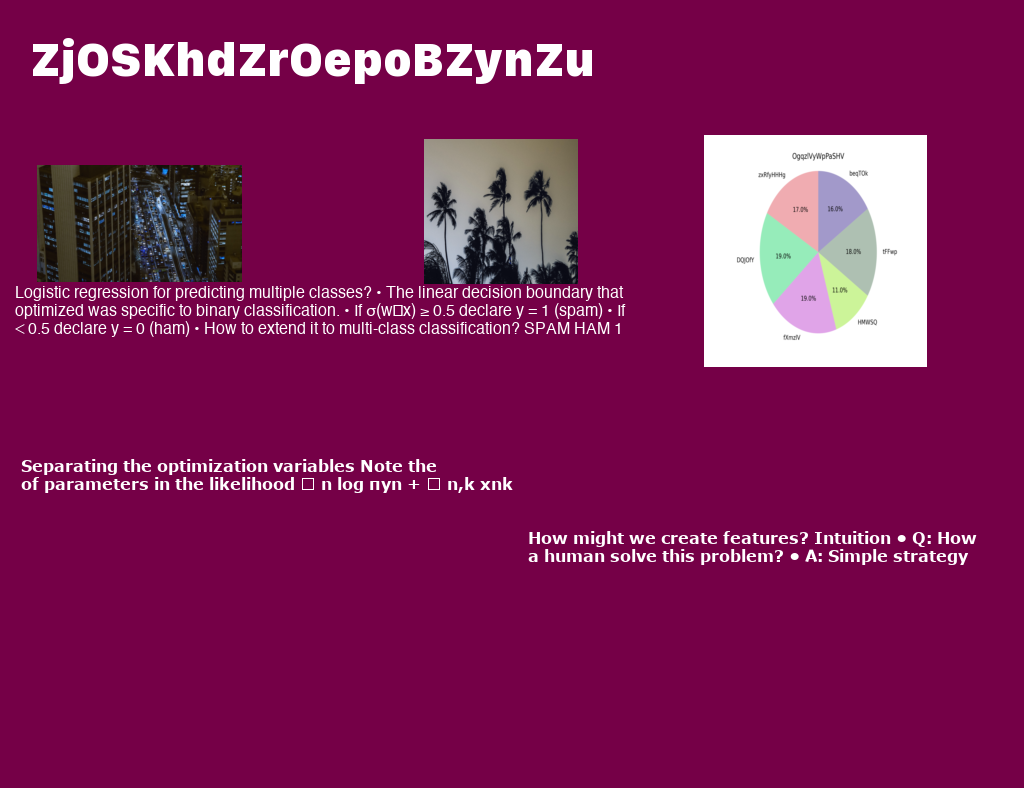 ZjOSKhdZrOepoBZynZu
OgqzIVyWpPaSHV
zxRfyHHHg
beqTOk
17.0%
16.0%
DQJOfY
19.0%
18.0%
tFFwp
19.0%
11.0%
HMWSQ
fXmzIV
Logistic regression for predicting multiple classes? • The linear decision boundary that
optimized was specific to binary classification. • If σ(w□x) ≥ 0.5 declare y = 1 (spam) • If
< 0.5 declare y = 0 (ham) • How to extend it to multi-class classification? SPAM HAM 1
Separating the optimization variables Note the
of parameters in the likelihood □ n log πyn + □ n,k xnk
How might we create features? Intuition • Q: How
a human solve this problem? • A: Simple strategy